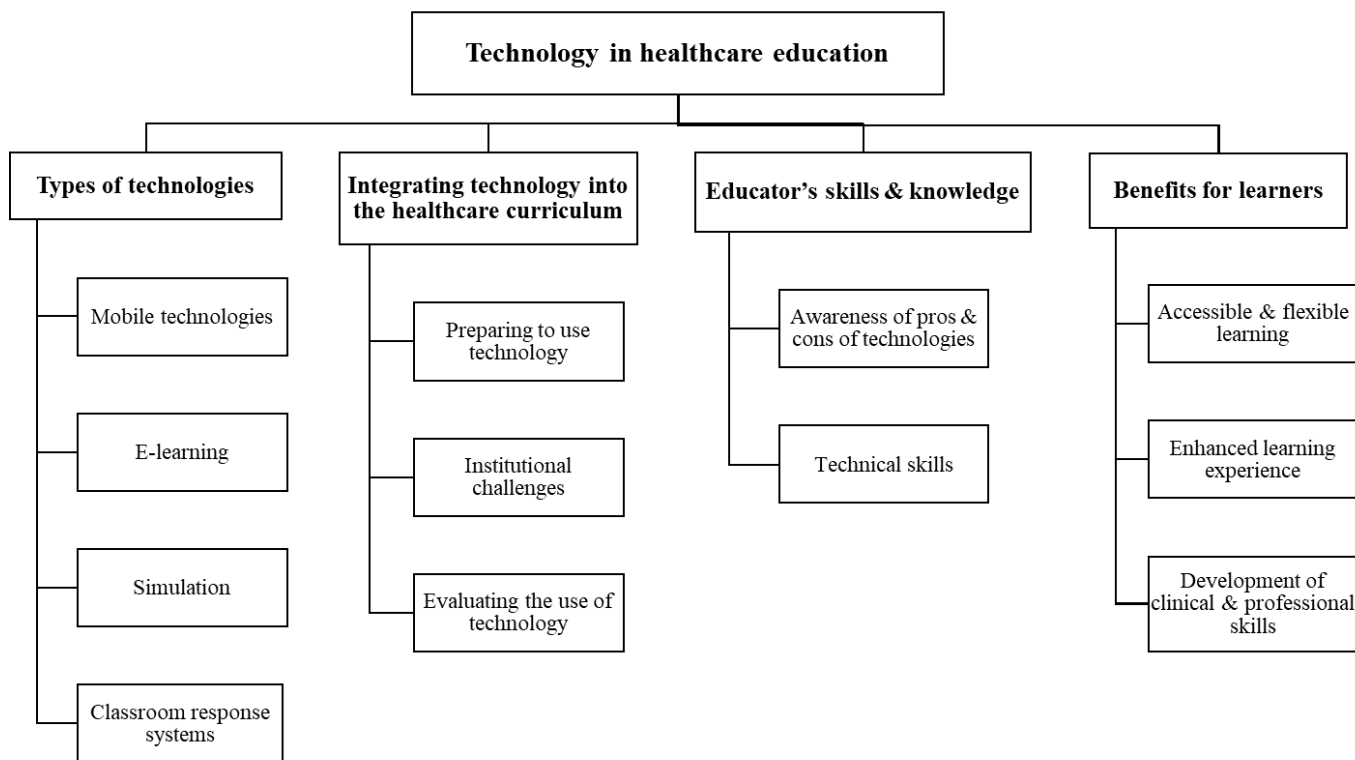 Technology in healthcare education
Types of technologies
Mobile technologies
E-learning
Simulation
Classroom response
systems
Integrating technology into
the healthcare curriculum
Preparing to use
technology
Institutional
challenges
Evaluating the use of
technology
Educator’s skills & knowledge
Awareness of pros &
cons of technologies
Technical skills
Benefits for learners
Accessible & flexible
learning
Enhanced learning
experience
Development of
clinical & professional
skills